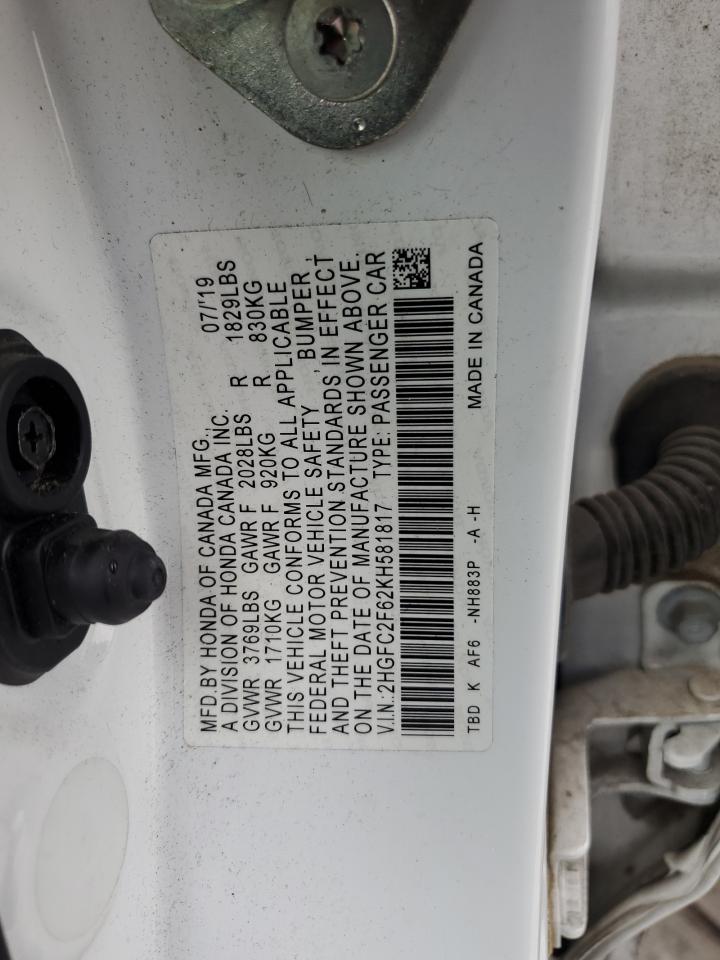 MFD.BY HONDA OF CANADA MFG., 07/'19
A DIVISION OF HONDA CANADA INC.
GVWR 3769LBS GAWR F 2028LBS R 1829LBS
GVWR 1710KG GAWR F 920KG R 830KG
THIS VEHICLE CONFORMS TO ALL APPLICABLE
FEDERAL MOTOR VEHICLE SAFETY , BUMPER ,
AND THEFT PREVENTION STANDARDS IN EFFECT
ON THE DATE OF MANUFACTURE SHOWN ABOVE.
V.I.N.:2HGFC2F62KH581817 TYPE: PASSENGER CAR
TBD K AF6 -NH883P -A -H MADE IN CANADA